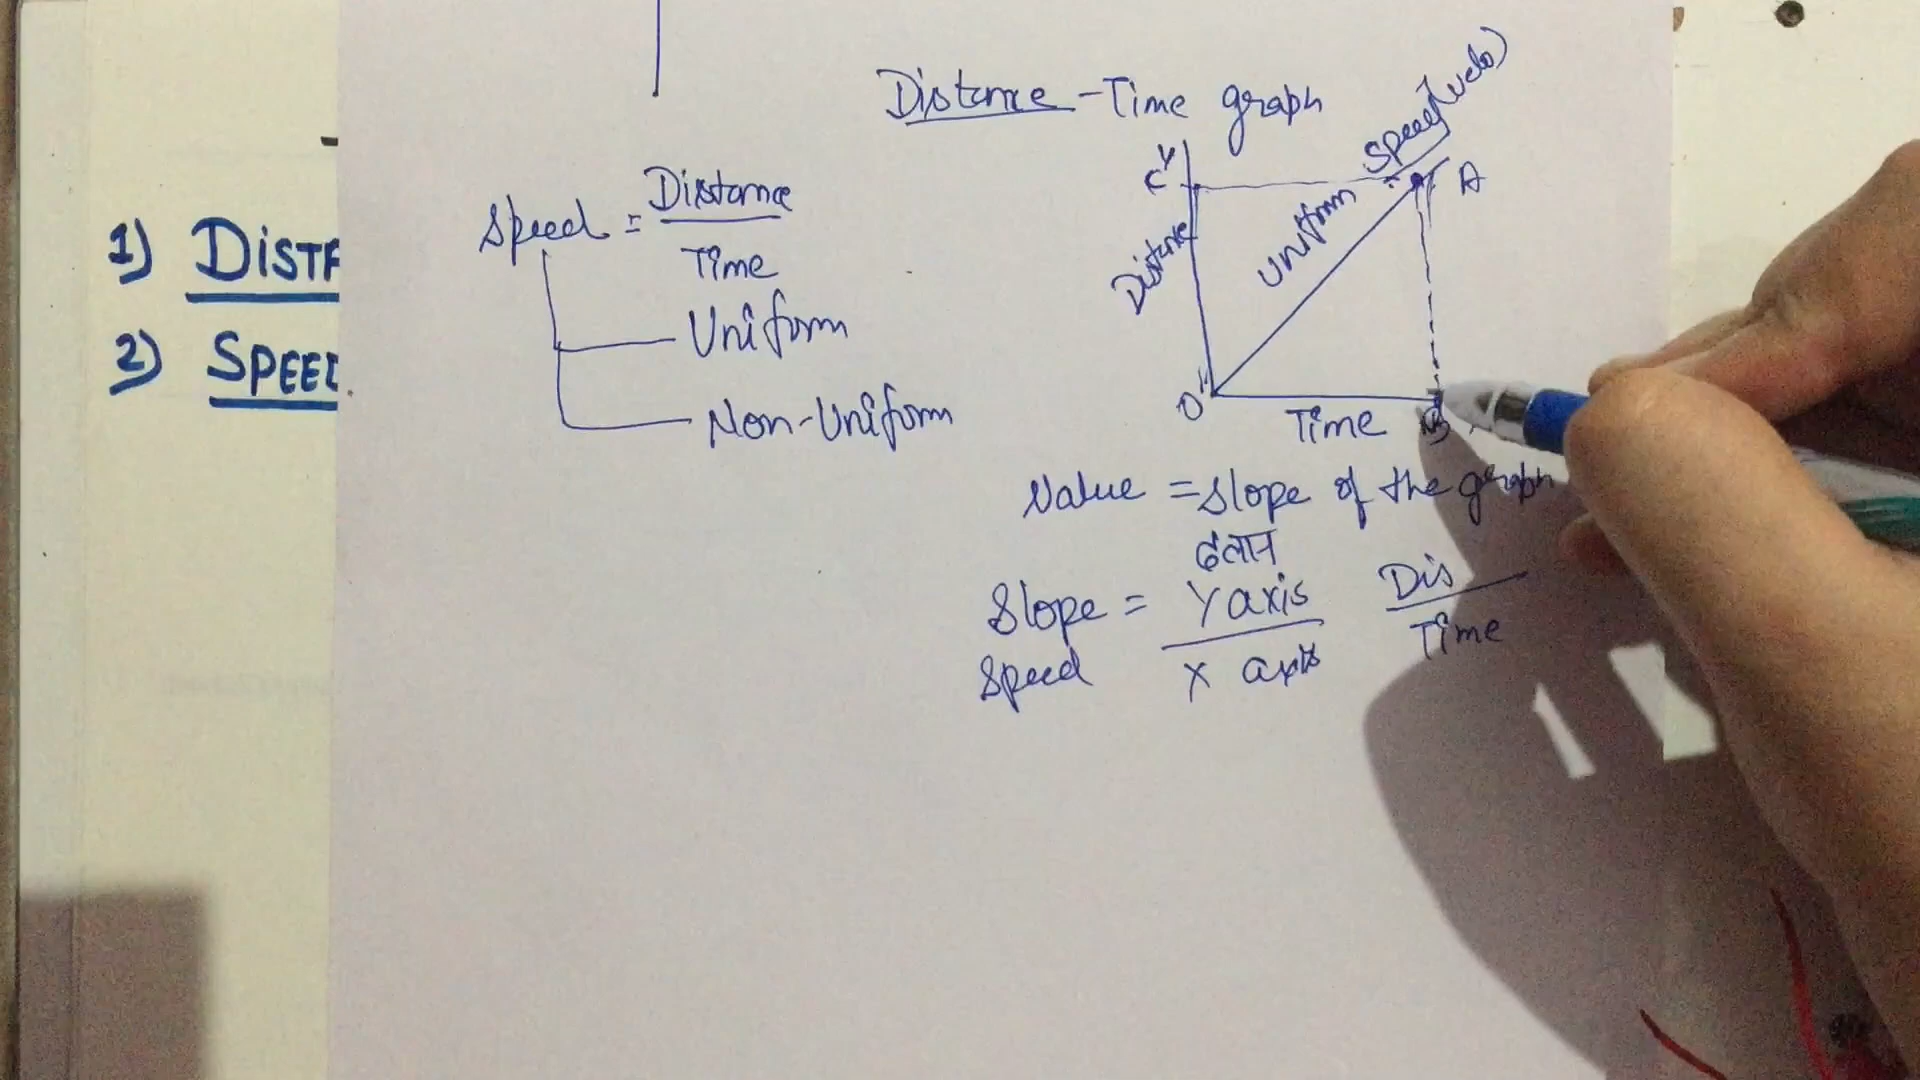 1) DISTA
2) SPEED
Speed = Distance
Time
Uniform
Non-Uniform
Distance - Time graph
Speed (velo)
Uniform
Y
C
A
Distance
O
Time B
Value = Slope of the graph
ढलान
Slope = Y axis Dis
Speed X axis Time